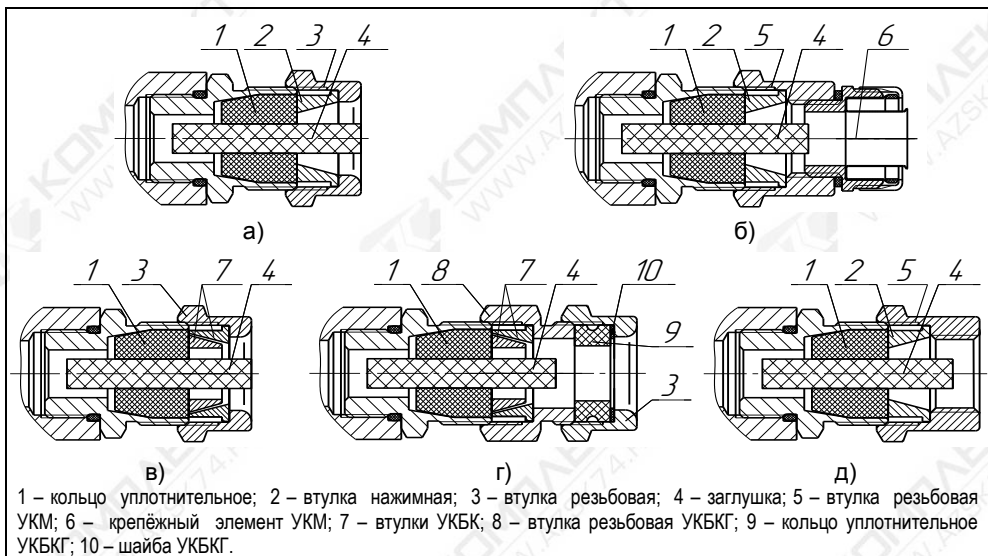 1 2 3 4
1 2 5 4 6
а) б)
1 3 7 4
1 8 7 4 10
9
3
1 2 5 4
в) г) д)
1 – кольцо уплотнительное; 2 – втулка нажимная; 3 – втулка резьбовая; 4 – заглушка; 5 – втулка резьбовая
УКМ; 6 – крепёжный элемент УКМ; 7 – втулки УКБК; 8 – втулка резьбовая УКБКГ; 9 – кольцо уплотнительное
УКБКГ; 10 – шайба УКБКГ.